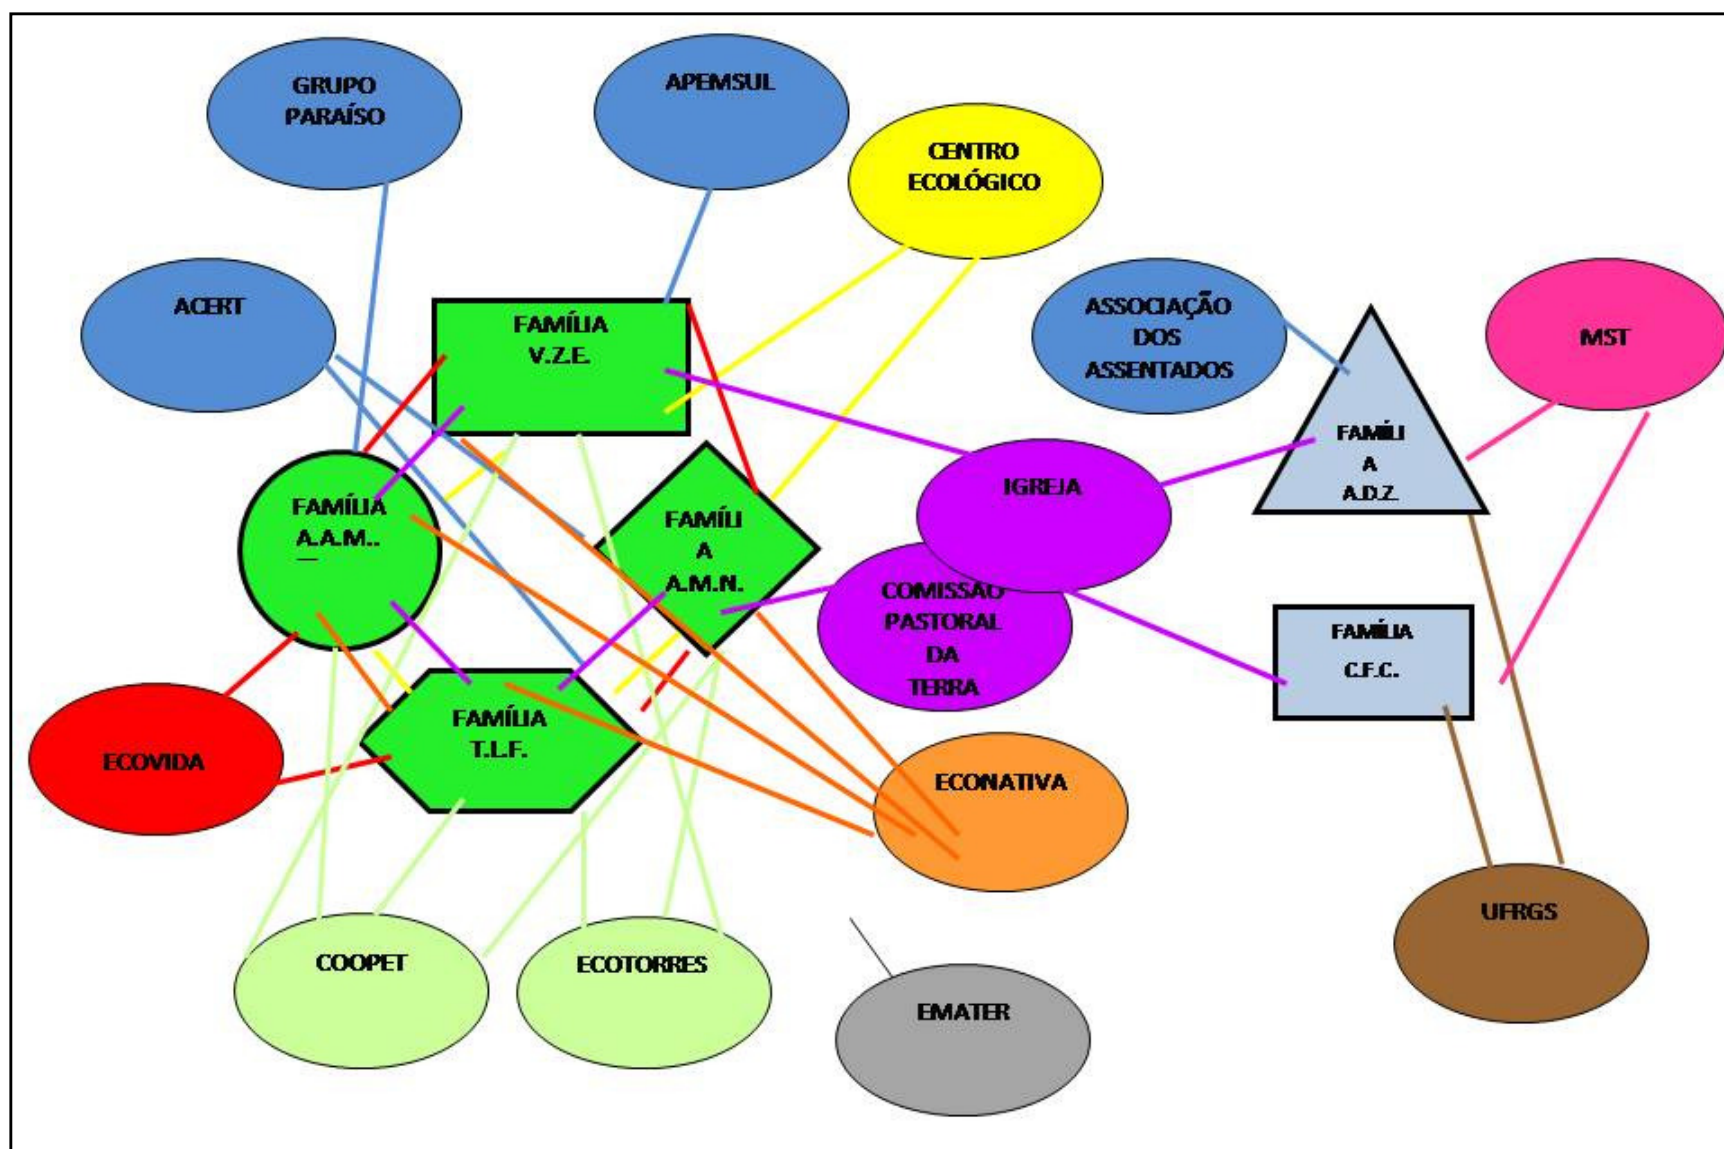 GRUPO
PARAÍSO
APEMSUL
CENTRO
ECOLÓGICO
ACERT
FAMÍLIA
V.Z.E.
ASSOCIAÇÃO
DOS
ASSENTADOS
MST
FAMÍLI
A
A.D.Z.
IGREJA
FAMÍLIA
A.A.M..
FAMÍLI
A
A.M.N.
COMISSÃO
PASTORAL
DA
TERRA
FAMÍLIA
C.F.C.
FAMÍLIA
T.L.F.
ECOVIDA
ECONATIVA
UFRGS
COOPET
ECOTORRES
EMATER